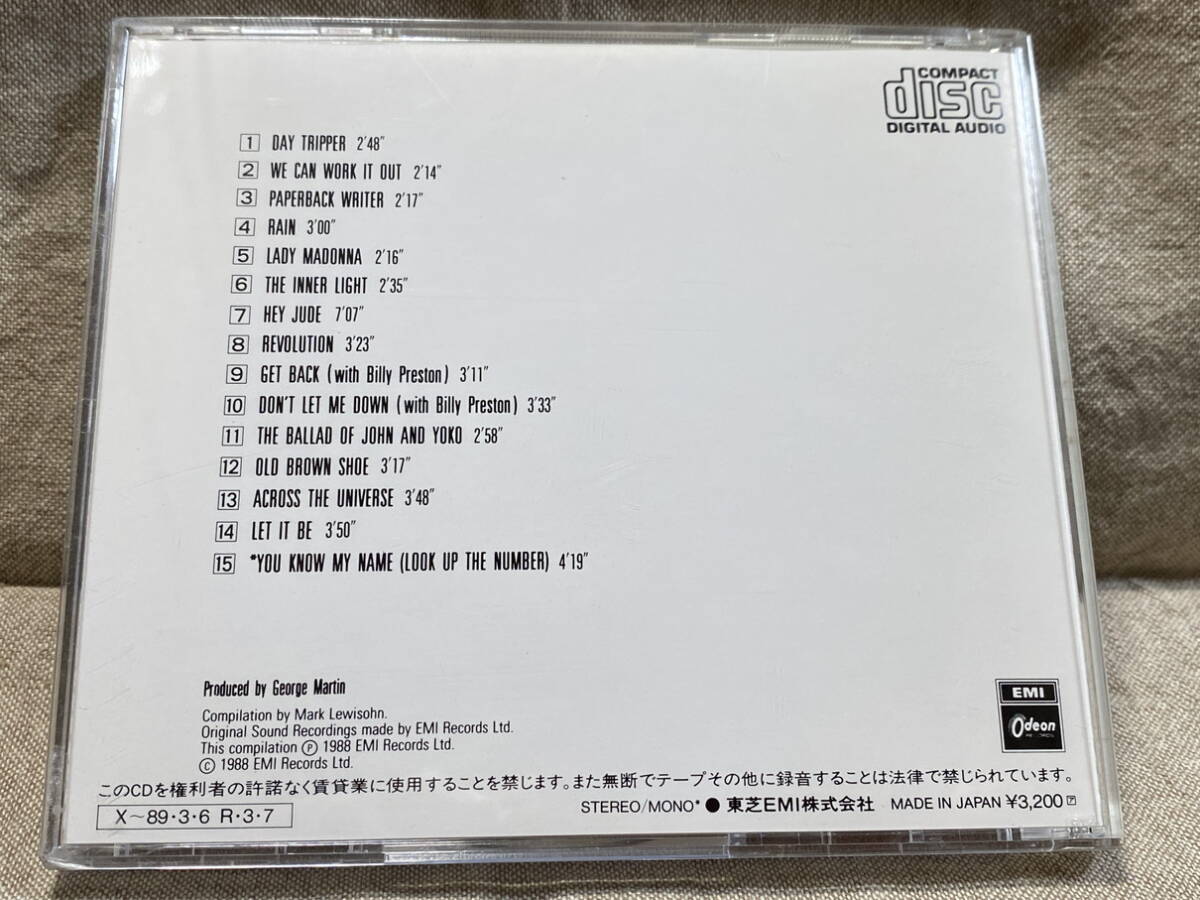 COMPACT
disc
DIGITAL AUDIO
1 DAY TRIPPER 2'48"
2 WE CAN WORK IT OUT 2'14"
3 PAPERBACK WRITER 2'17"
4 RAIN 3'00"
5 LADY MADONNA 2'16"
6 THE INNER LIGHT 2'35"
7 HEY JUDE 7'07"
8 REVOLUTION 3'23"
9 GET BACK (with Billy Preston) 3'11"
10 DON'T LET ME DOWN (with Billy Preston) 3'33"
11 THE BALLAD OF JOHN AND YOKO 2'58"
12 OLD BROWN SHOE 3'17"
13 ACROSS THE UNIVERSE 3'48"
14 LET IT BE 3'50"
15 *YOU KNOW MY NAME (LOOK UP THE NUMBER) 4'19"
Produced by George Martin
Compilation by Mark Lewisohn.
Original Sound Recordings made by EMI Records Ltd.
This compilation Ⓟ 1988 EMI Records Ltd.
© 1988 EMI Records Ltd.
EMI
Odeon
このCDを権利者の許諾なく賃貸業に使用することを禁じます。また無断でテープその他に録音することは法律で禁じられています。
X〜89・3・6 R・3・7
STEREO/MONO* ● 東芝EMI株式会社 MADE IN JAPAN ¥3,200